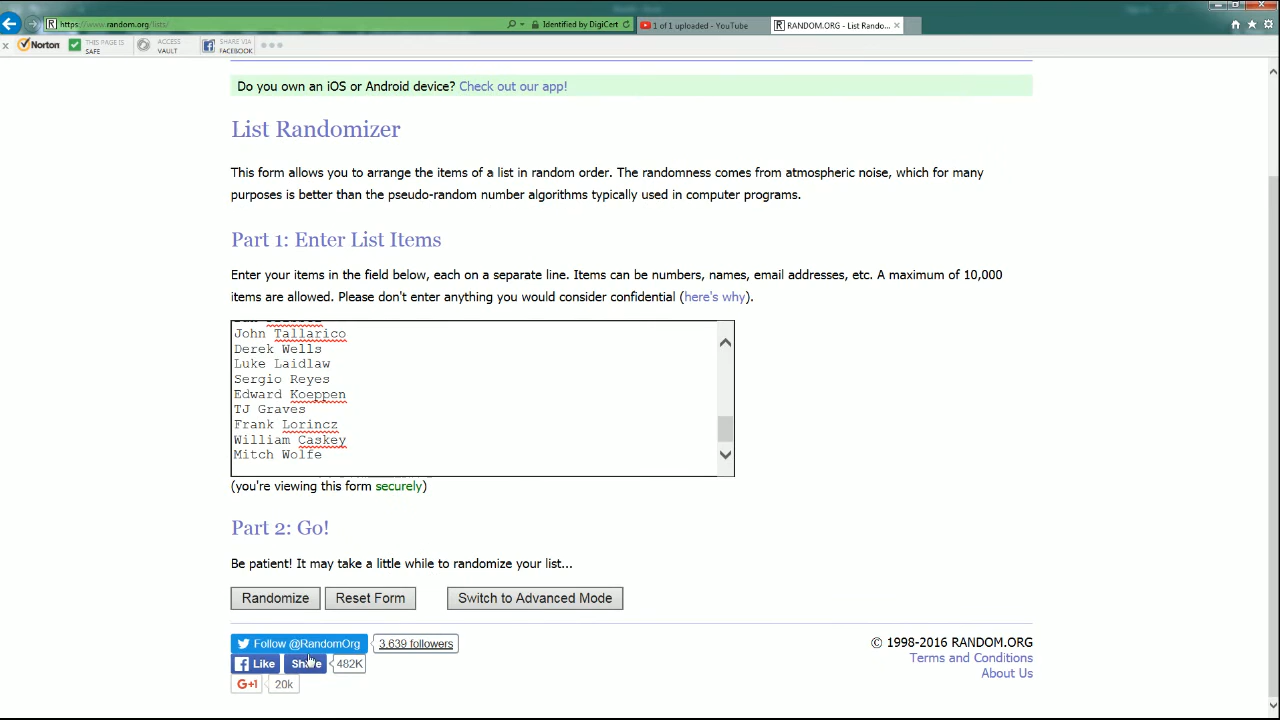 https://www.random.org/lists/
Identified by DigiCert
1 of 1 uploaded - YouTube
RANDOM.ORG - List Rando...
Norton
THIS PAGE IS SAFE
ACCESS VAULT
SHARE VIA FACEBOOK
Do you own an iOS or Android device? Check out our app!
List Randomizer
This form allows you to arrange the items of a list in random order. The randomness comes from atmospheric noise, which for many
purposes is better than the pseudo-random number algorithms typically used in computer programs.
Part 1: Enter List Items
Enter your items in the field below, each on a separate line. Items can be numbers, names, email addresses, etc. A maximum of 10,000
items are allowed. Please don't enter anything you would consider confidential (here's why).
John Tallarico
Derek Wells
Luke Laidlaw
Sergio Reyes
Edward Koeppen
TJ Graves
Frank Lorincz
William Caskey
Mitch Wolfe
(you're viewing this form securely)
Part 2: Go!
Be patient! It may take a little while to randomize your list...
Randomize
Reset Form
Switch to Advanced Mode
Follow @RandomOrg
3,639 followers
© 1998-2016 RANDOM.ORG
Like
Share
482K
Terms and Conditions
About Us
G+1
20k